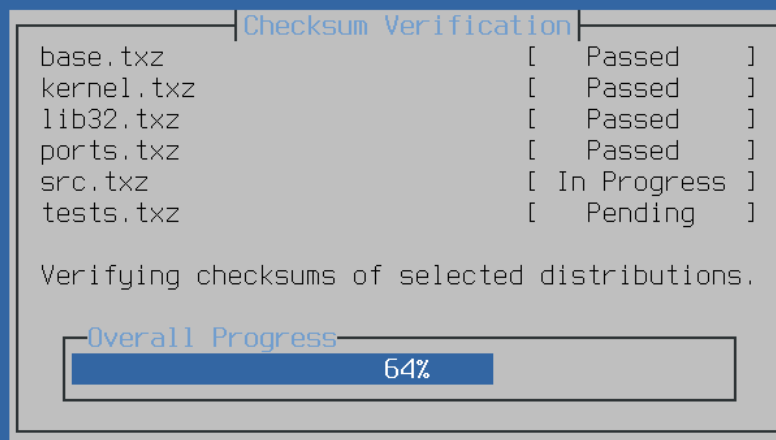 Checksum Verification
base.txz [ Passed ]
kernel.txz [ Passed ]
lib32.txz [ Passed ]
ports.txz [ Passed ]
src.txz [ In Progress ]
tests.txz [ Pending ]
Verifying checksums of selected distributions.
Overall Progress
64%